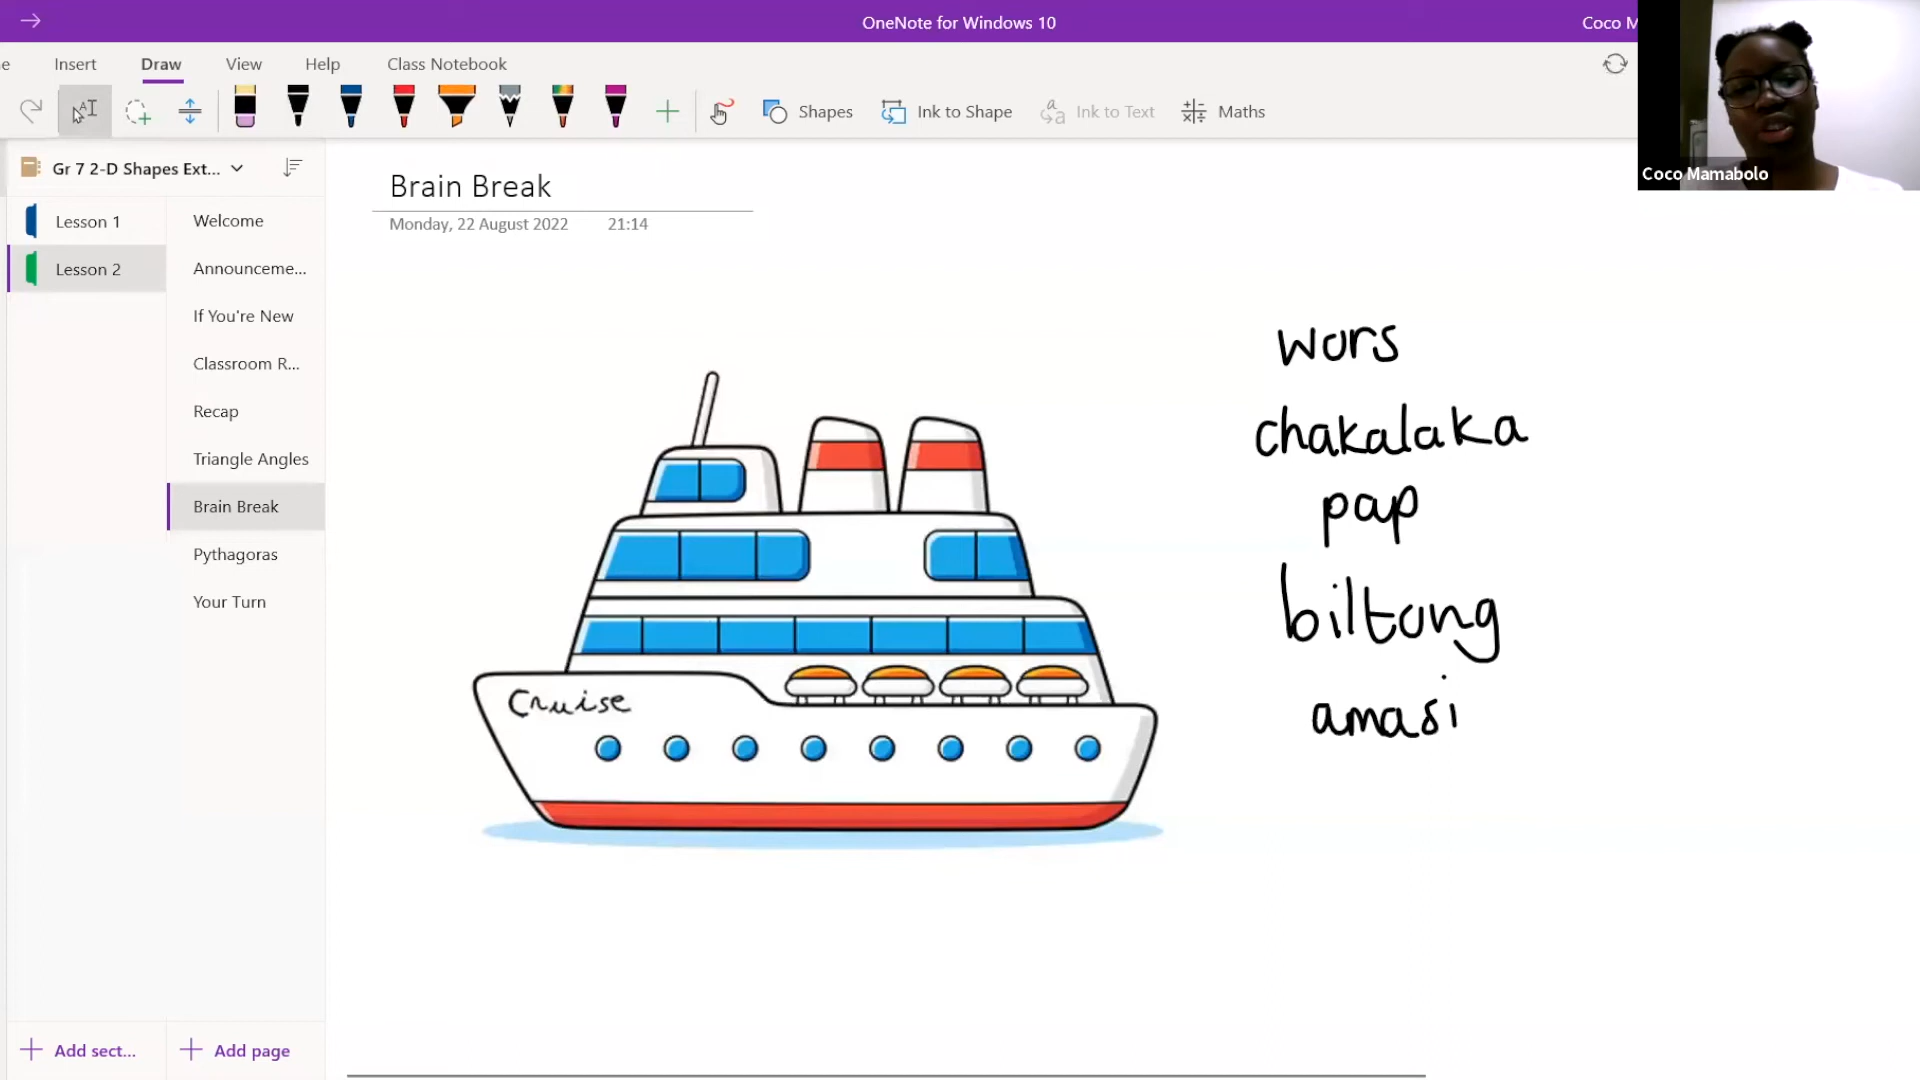 OneNote for Windows 10
Coco M
e
Insert
Draw
View
Help
Class Notebook
Shapes
Ink to Shape
Ink to Text
Maths
Coco Mamabolo
Gr 7 2-D Shapes Ext...
Lesson 1
Lesson 2
Welcome
Announceme...
If You're New
Classroom R...
Recap
Triangle Angles
Brain Break
Pythagoras
Your Turn
Add sect...
Add page
Brain Break
Monday, 22 August 2022 21:14
Cruise
wors
chakalaka
pap
biltong
amasi